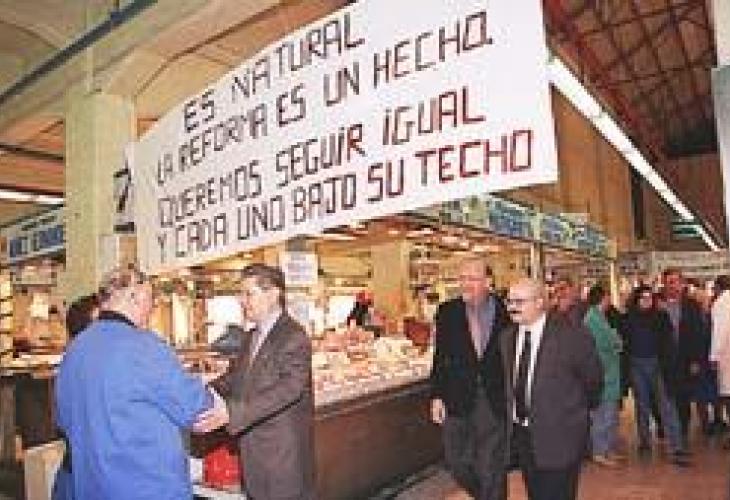 ES NATURAL
LA REFORMA ES UN HECHO.
QUEREMOS SEGUIR IGUAL
Y CADA UNO BAJO SU TECHO